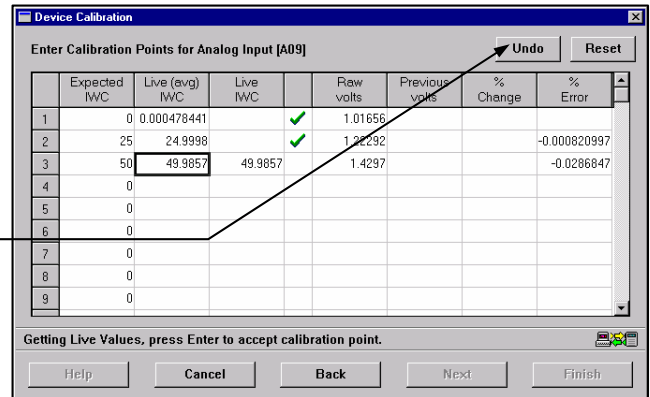 Device Calibration
Enter Calibration Points for Analog Input [A09]
Undo Reset
Expected IWC Live (avg) IWC Live IWC Raw volts Previous volts % Change % Error
1 0 0.000478441 1.01656
2 25 24.9998 1.22292 -0.000820997
3 50 49.9857 49.9857 1.4297 -0.0286847
4 0
5 0
6 0
7 0
8 0
9 0
Getting Live Values, press Enter to accept calibration point.
Help Cancel Back Next Finish